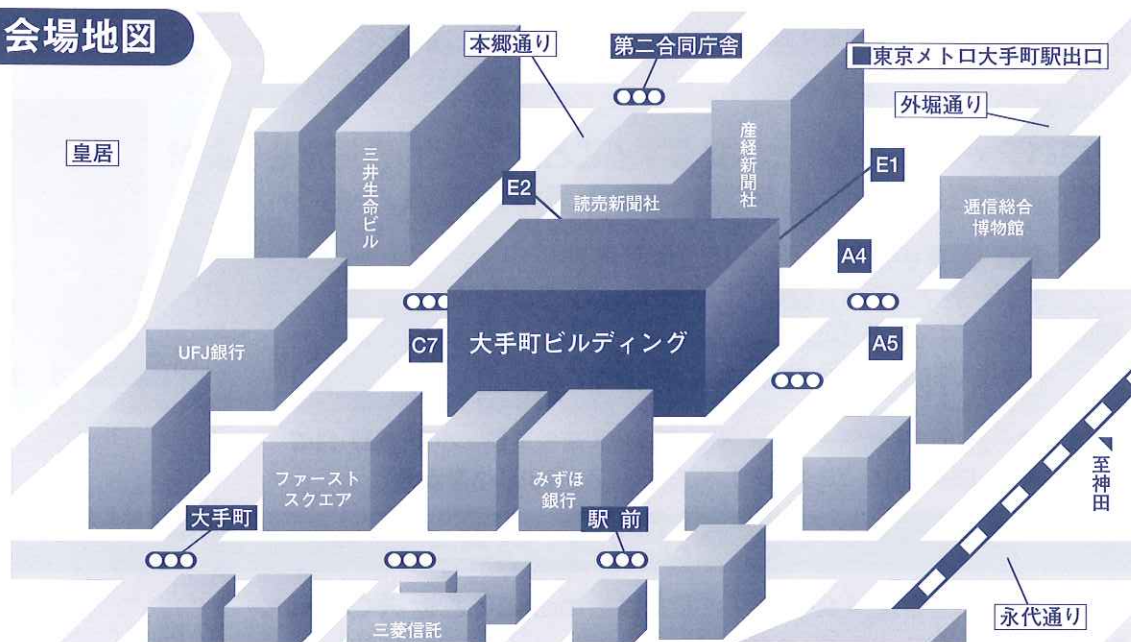 会場地図
本郷通り
第二合同庁舎
■東京メトロ大手町駅出口
外堀通り
皇居
三井生命ビル
産経新聞社
E2
読売新聞社
E1
逓信総合
博物館
A4
UFJ銀行
C7
大手町ビルディング
A5
ファースト
スクエア
みずほ
銀行
至神田
大手町
駅前
三菱信託
永代通り